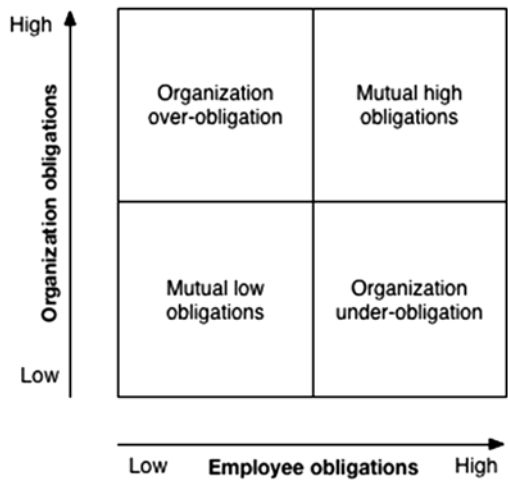 High
Organization obligations
Organization
over-obligation
Mutual high
obligations
Mutual low
obligations
Organization
under-obligation
Low
Low
Employee obligations
High